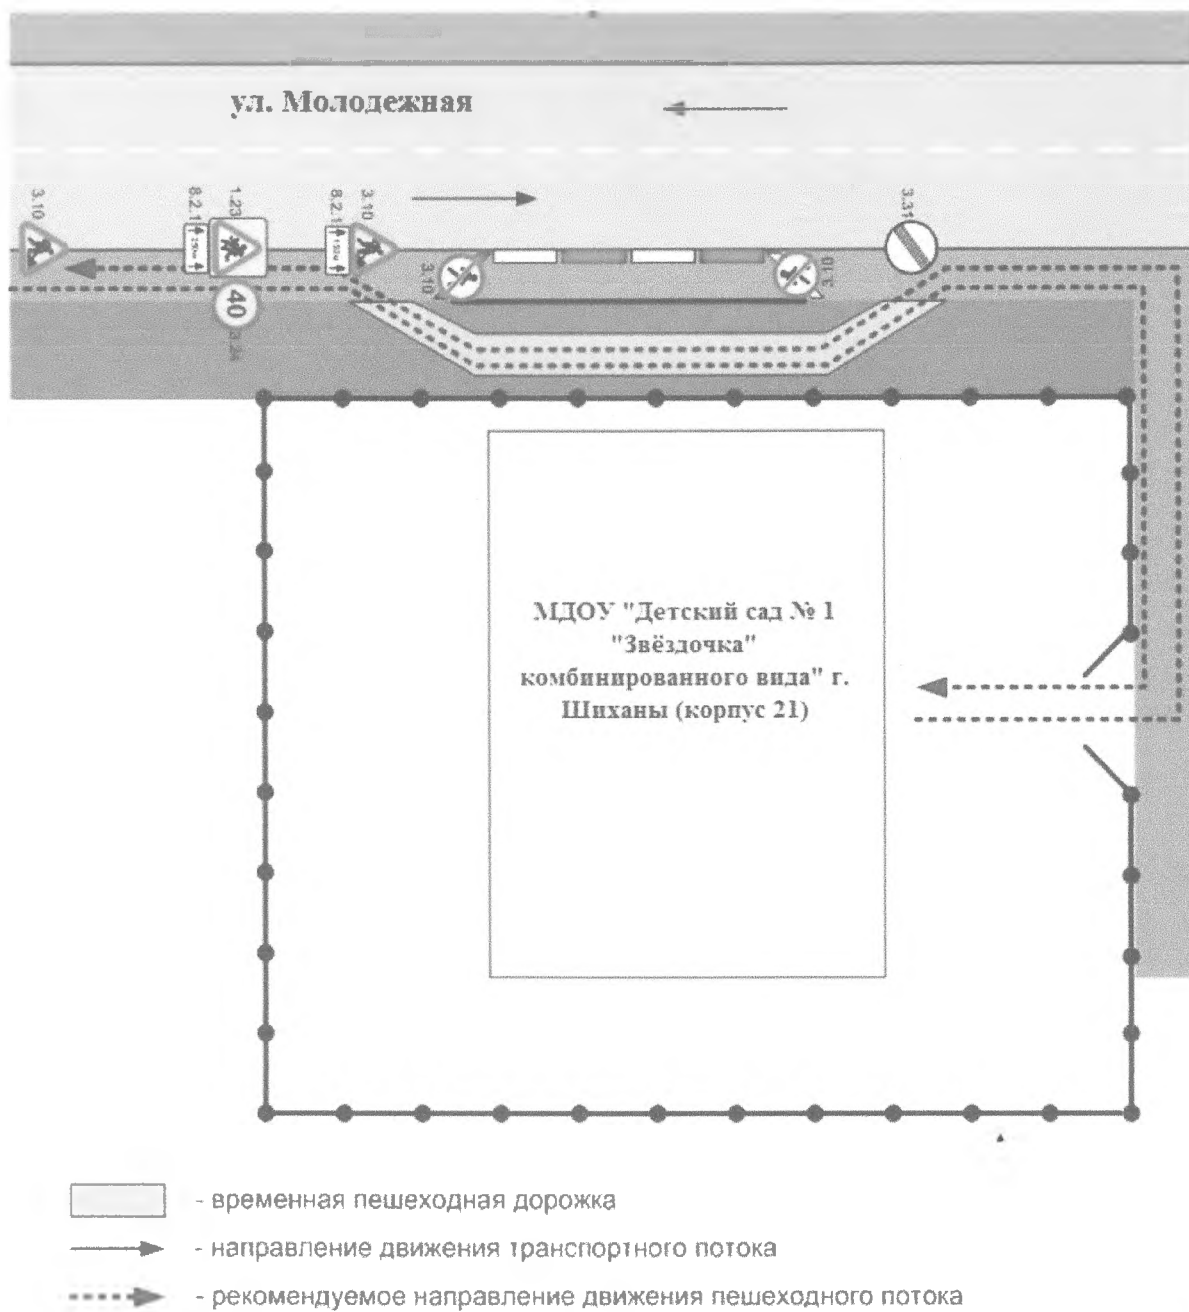 ул. Молодежная
3.10
8.2.1
1.23
8.2.1
3.10
3.31
3.10
3.10
40
МДОУ "Детский сад № 1
"Звёздочка"
комбинированного вида" г.
Шиханы (корпус 21)
- временная пешеходная дорожка
- направление движения транспортного потока
- рекомендуемое направление движения пешеходного потока